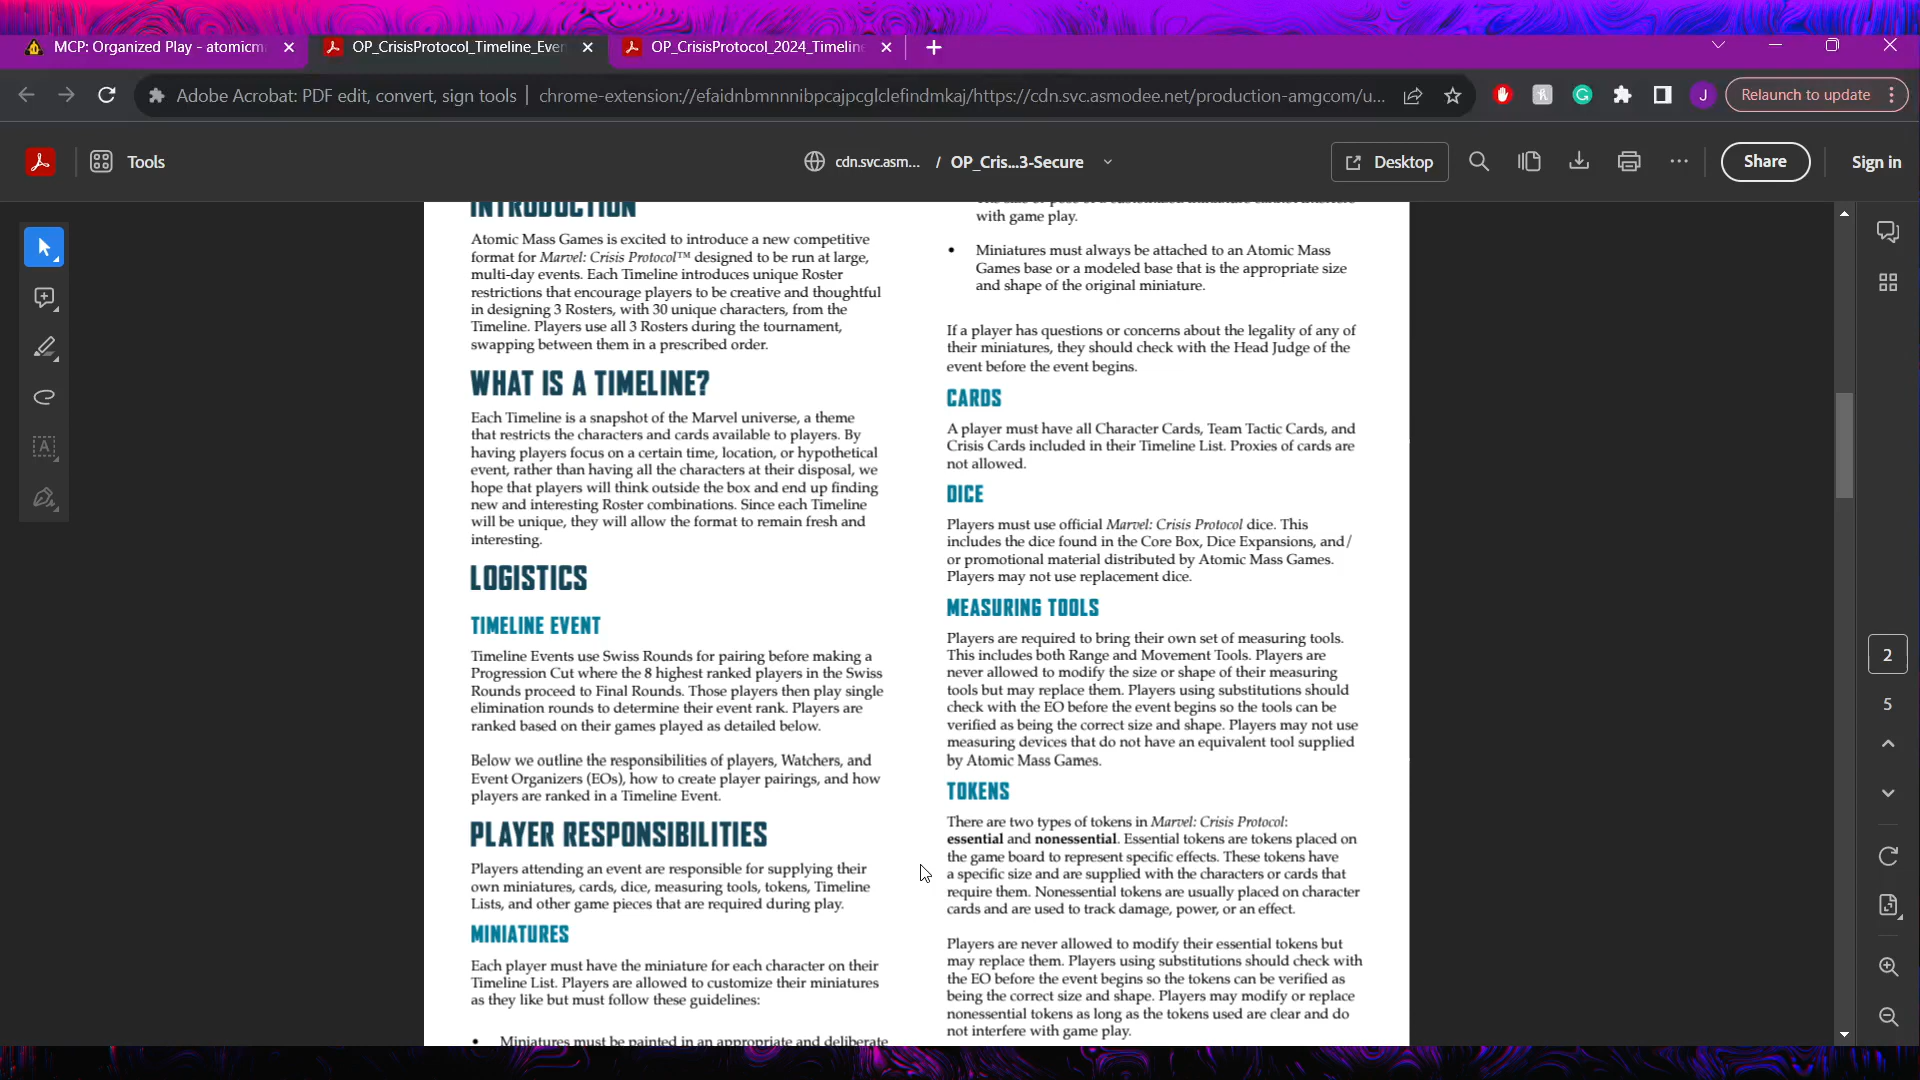 MCP: Organized Play - atomicm
OP_CrisisProtocol_Timeline_Even
OP_CrisisProtocol_2024_Timeline
Adobe Acrobat: PDF edit, convert, sign tools
chrome-extension://efaidnbmnnnibpcajpcglclefindmkaj/https://cdn.svc.asmodee.net/production-amgcom/u...
Relaunch to update
Tools
cdn.svc.asm... / OP_Cris...3-Secure
Desktop
Share
Sign in
INTRODUCTION
Atomic Mass Games is excited to introduce a new competitive
format for Marvel: Crisis Protocol™ designed to be run at large,
multi-day events. Each Timeline introduces unique Roster
restrictions that encourage players to be creative and thoughtful
in designing 3 Rosters, with 30 unique characters, from the
Timeline. Players use all 3 Rosters during the tournament,
swapping between them in a prescribed order.
WHAT IS A TIMELINE?
Each Timeline is a snapshot of the Marvel universe, a theme
that restricts the characters and cards available to players. By
having players focus on a certain time, location, or hypothetical
event, rather than having all the characters at their disposal, we
hope that players will think outside the box and end up finding
new and interesting Roster combinations. Since each Timeline
will be unique, they will allow the format to remain fresh and
interesting.
LOGISTICS
TIMELINE EVENT
Timeline Events use Swiss Rounds for pairing before making a
Progression Cut where the 8 highest ranked players in the Swiss
Rounds proceed to Final Rounds. Those players then play single
elimination rounds to determine their event rank. Players are
ranked based on their games played as detailed below.
Below we outline the responsibilities of players, Watchers, and
Event Organizers (EOs), how to create player pairings, and how
players are ranked in a Timeline Event.
PLAYER RESPONSIBILITIES
Players attending an event are responsible for supplying their
own miniatures, cards, dice, measuring tools, tokens, Timeline
Lists, and other game pieces that are required during play.
MINIATURES
Each player must have the miniature for each character on their
Timeline List. Players are allowed to customize their miniatures
as they like but must follow these guidelines:
• Miniatures must be painted in an appropriate and deliberate
with game play.
• Miniatures must always be attached to an Atomic Mass
Games base or a modeled base that is the appropriate size
and shape of the original miniature.
If a player has questions or concerns about the legality of any of
their miniatures, they should check with the Head Judge of the
event before the event begins.
CARDS
A player must have all Character Cards, Team Tactic Cards, and
Crisis Cards included in their Timeline List. Proxies of cards are
not allowed.
DICE
Players must use official Marvel: Crisis Protocol dice. This
includes the dice found in the Core Box, Dice Expansions, and/
or promotional material distributed by Atomic Mass Games.
Players may not use replacement dice.
MEASURING TOOLS
Players are required to bring their own set of measuring tools.
This includes both Range and Movement Tools. Players are
never allowed to modify the size or shape of their measuring
tools but may replace them. Players using substitutions should
check with the EO before the event begins so the tools can be
verified as being the correct size and shape. Players may not use
measuring devices that do not have an equivalent tool supplied
by Atomic Mass Games.
TOKENS
There are two types of tokens in Marvel: Crisis Protocol:
essential and nonessential. Essential tokens are tokens placed on
the game board to represent specific effects. These tokens have
a specific size and are supplied with the characters or cards that
require them. Nonessential tokens are usually placed on character
cards and are used to track damage, power, or an effect.
Players are never allowed to modify their essential tokens but
may replace them. Players using substitutions should check with
the EO before the event begins so the tokens can be verified as
being the correct size and shape. Players may modify or replace
nonessential tokens as long as the tokens used are clear and do
not interfere with game play.
2
5